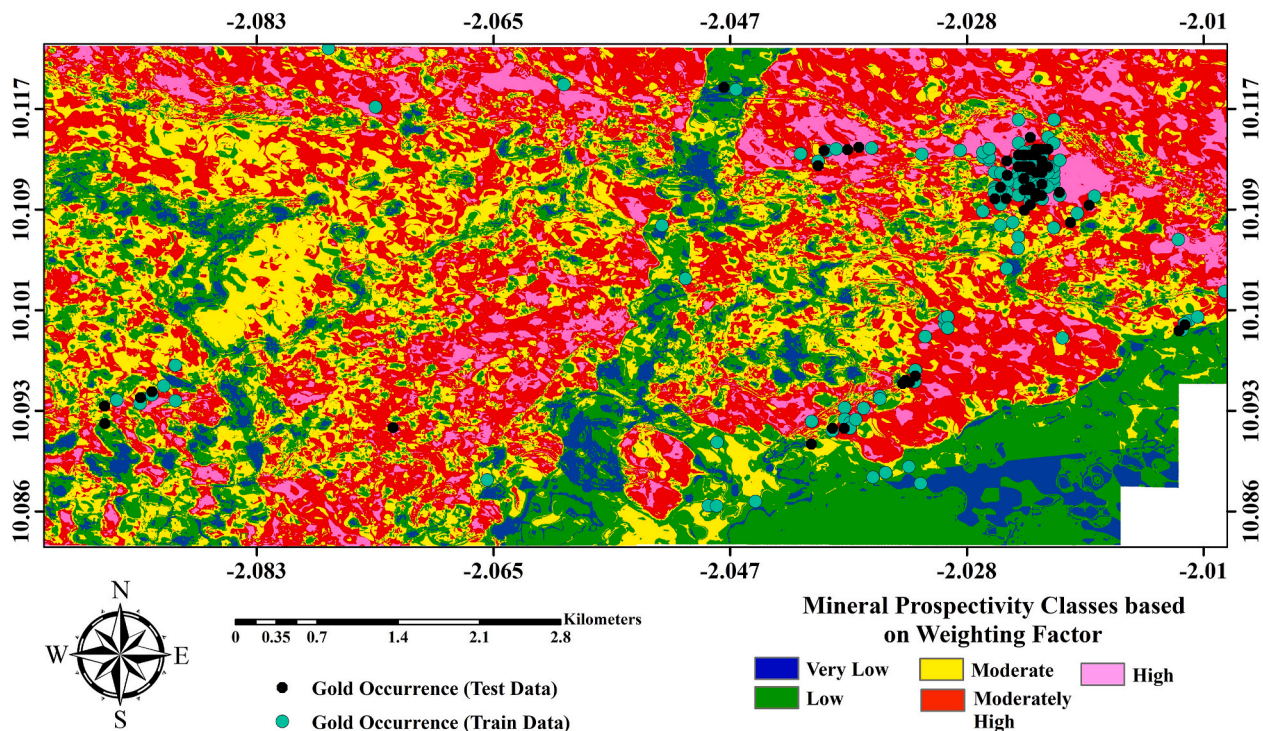 -2.083 -2.065 -2.047 -2.028 -2.01
10.117 10.117
10.109 10.109
10.101 10.101
10.093 10.093
10.086 10.086
-2.083 -2.065 -2.047 -2.028 -2.01
N
W E
S
Kilometers
0 0.35 0.7 1.4 2.1 2.8
Gold Occurrence (Test Data)
Gold Occurrence (Train Data)
Mineral Prospectivity Classes based
on Weighting Factor
Very Low
Low
Moderate
Moderately
High
High